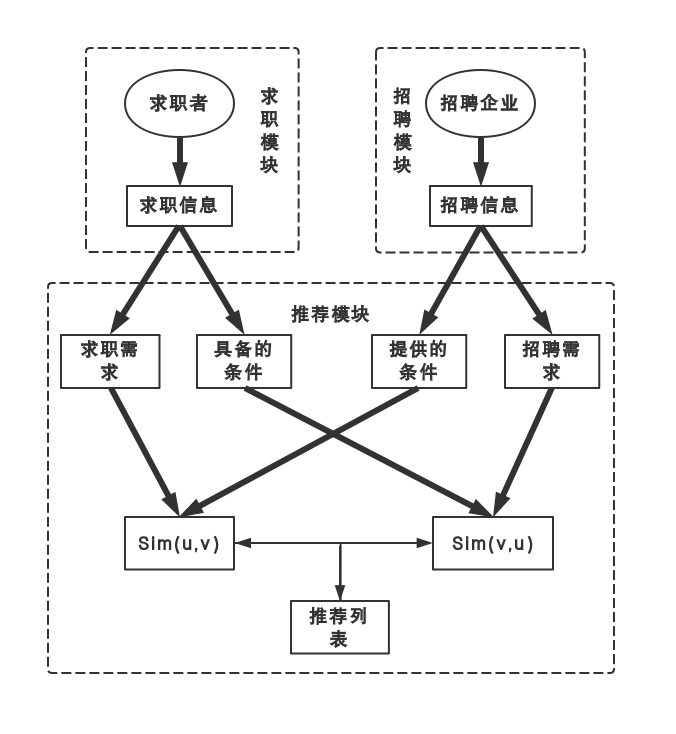 求职者
求
职
模
块
求职信息
招
聘
模
块
招聘企业
招聘信息
推荐模块
求职需
求
具备的
条件
提供的
条件
招聘需
求
Sim(u,v)
Sim(v,u)
推荐列
表